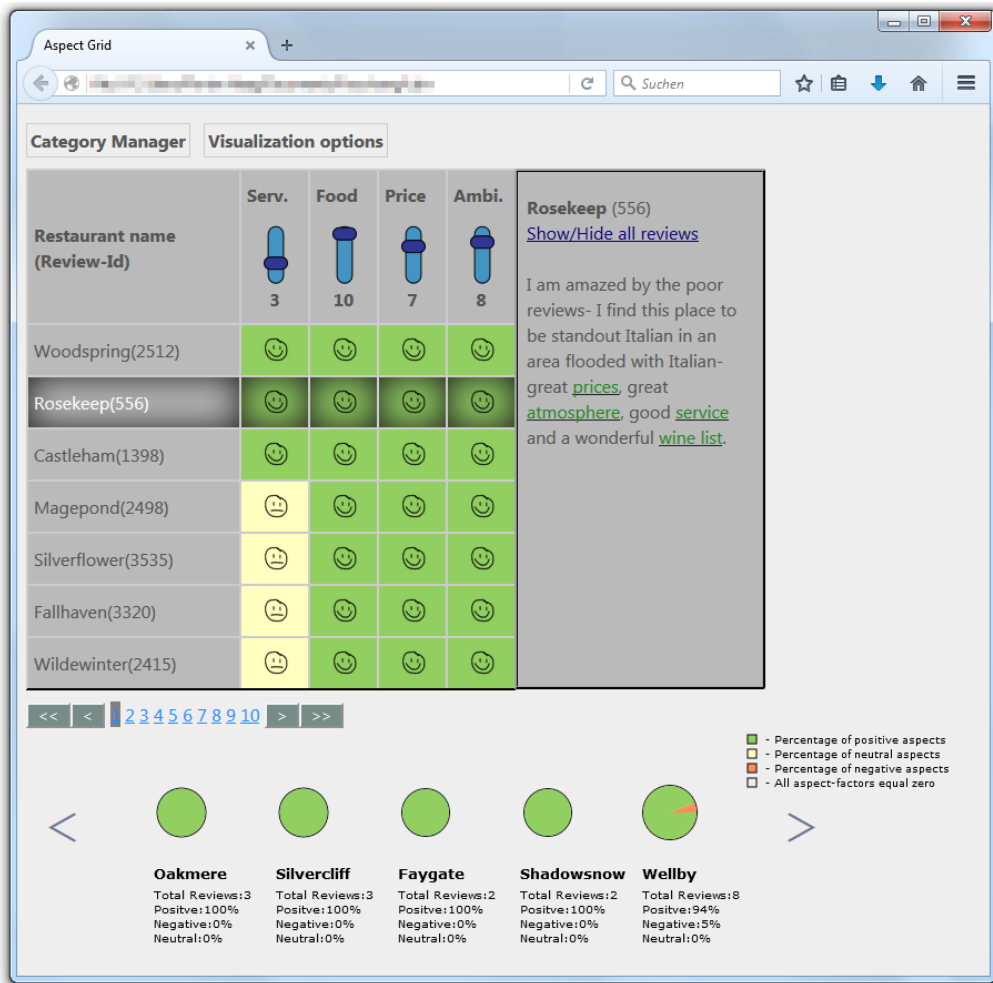 Aspect Grid
Suchen
Category Manager Visualization options
Restaurant name
(Review-Id)
Serv. Food Price Ambi.
3 10 7 8
Woodspring(2512)
Rosekeep(556)
Castleham(1398)
Magepond(2498)
Silverflower(3535)
Fallhaven(3320)
Wildewinter(2415)
Rosekeep (556)
Show/Hide all reviews
I am amazed by the poor
reviews- I find this place to
be standout Italian in an
area flooded with Italian-
great prices, great
atmosphere, good service
and a wonderful wine list.
<< < 1 2 3 4 5 6 7 8 9 10 > >>
- Percentage of positive aspects
- Percentage of neutral aspects
- Percentage of negative aspects
- All aspect-factors equal zero
< >
Oakmere Silvercliff Faygate Shadowsnow Wellby
Total Reviews:3 Total Reviews:3 Total Reviews:2 Total Reviews:2 Total Reviews:8
Positve:100% Positve:100% Positve:100% Positve:100% Positve:94%
Negative:0% Negative:0% Negative:0% Negative:0% Negative:5%
Neutral:0% Neutral:0% Neutral:0% Neutral:0% Neutral:0%